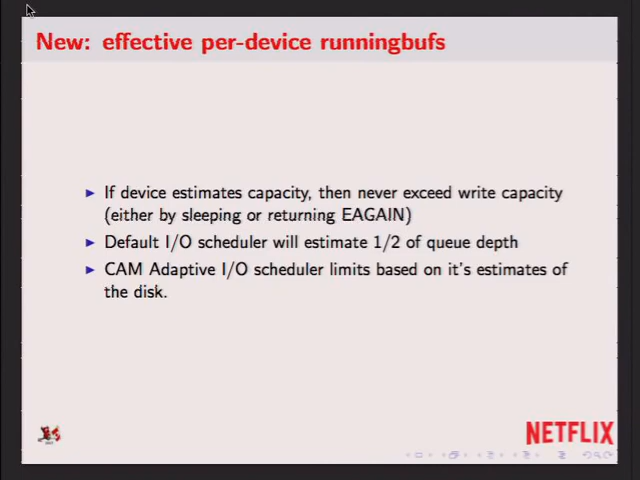 New: effective per-device runningbufs
If device estimates capacity, then never exceed write capacity
(either by sleeping or returning EAGAIN)
Default I/O scheduler will estimate 1/2 of queue depth
CAM Adaptive I/O scheduler limits based on it's estimates of
the disk.
NETFLIX